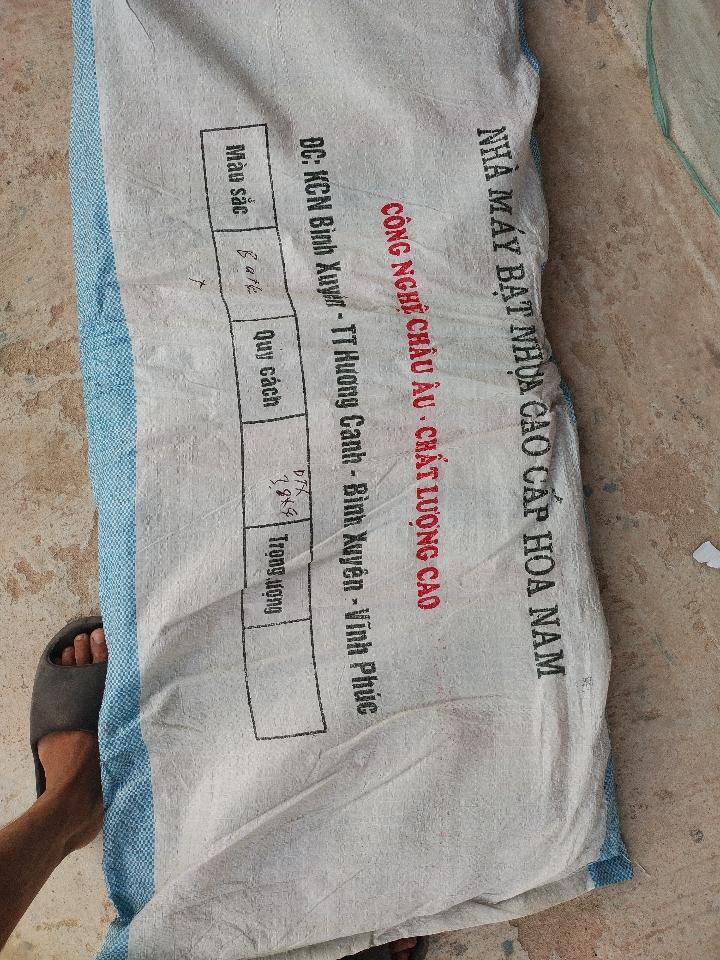 NHÀ MÁY BẠT NHỰA CAO CẤP HOA NAM
CÔNG NGHỆ CHÂU ÂU - CHẤT LƯỢNG CAO
ĐC: KCN Bình Xuyên - TT Hương Canh - Bình Xuyên - Vĩnh Phúc
Màu sắc Quy cách Trọng lượng